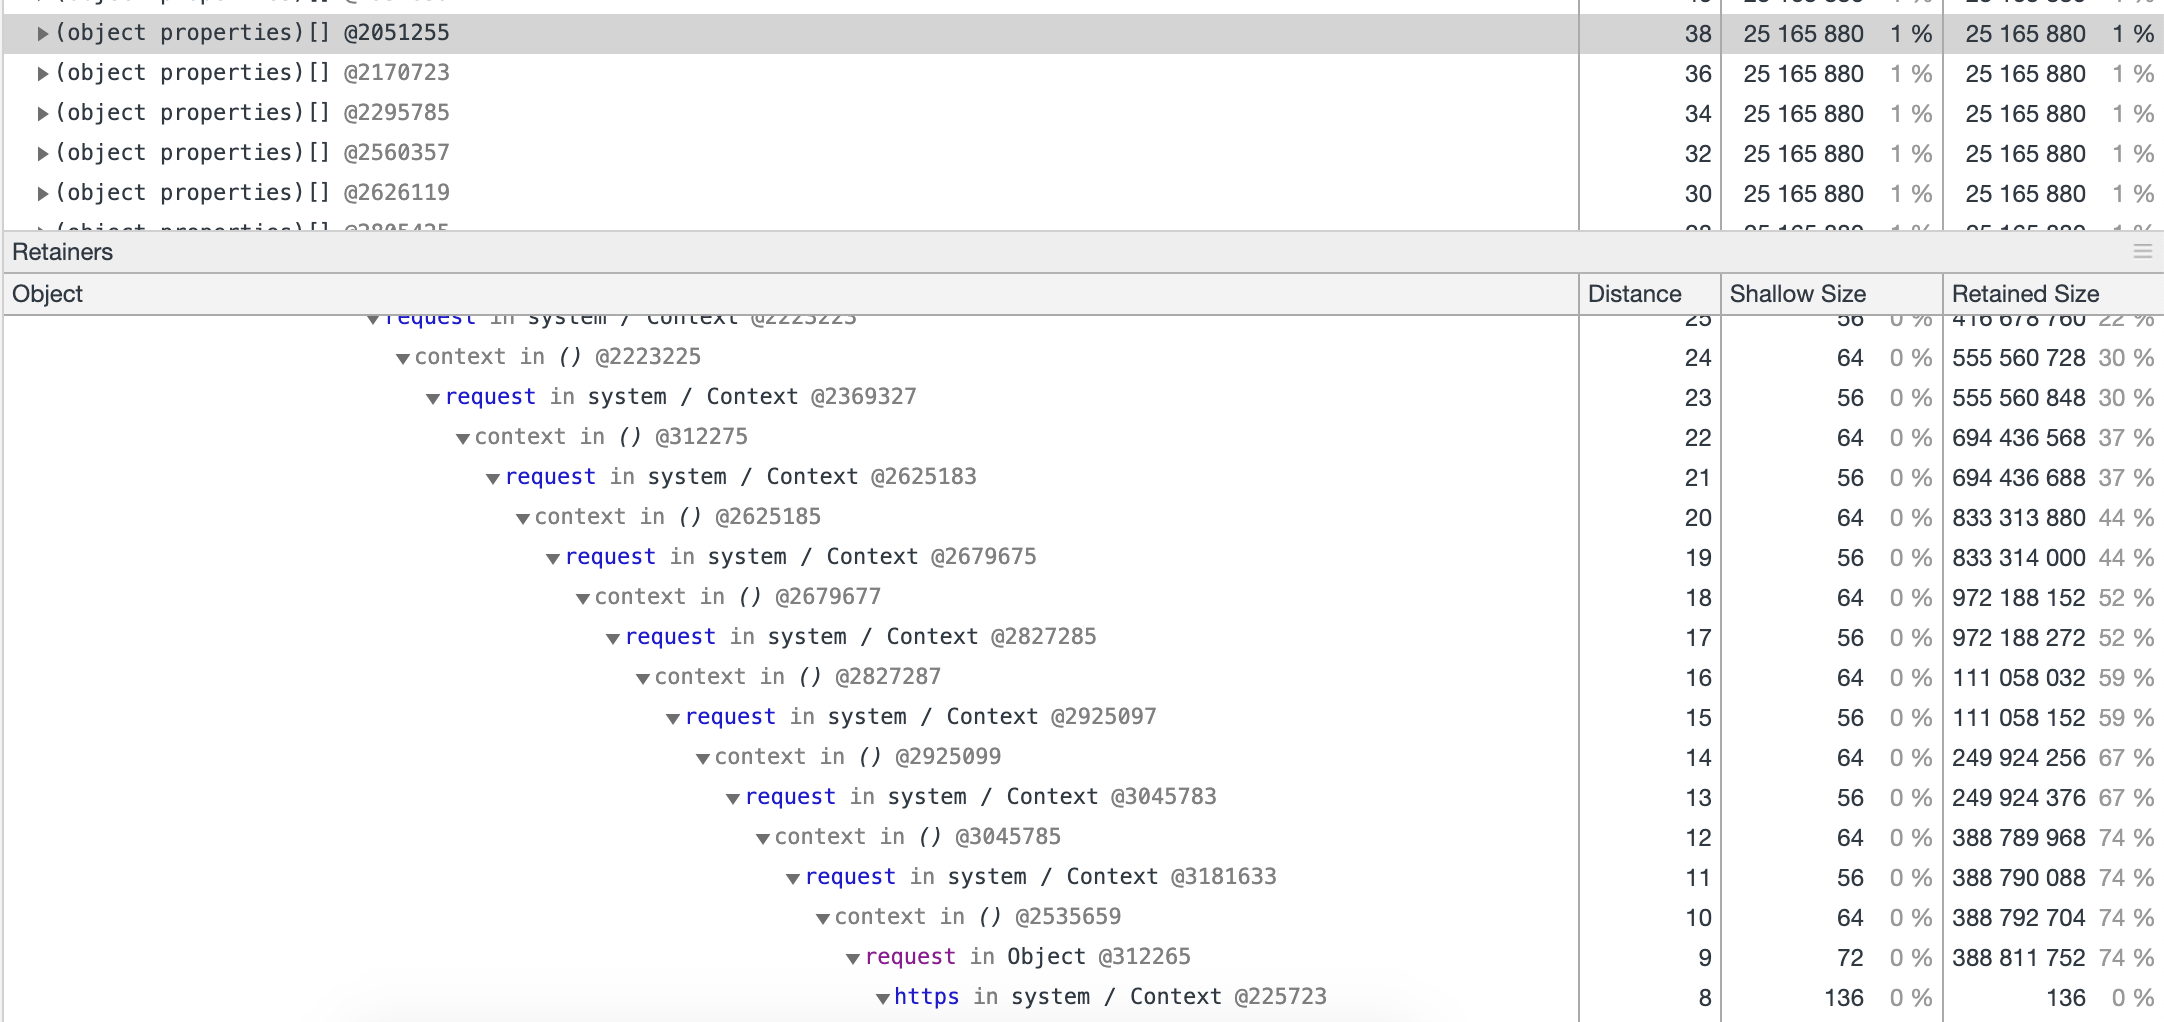 (object properties)[] @2051255 38 25 165 880 1 % 25 165 880 1 %
(object properties)[] @2170723 36 25 165 880 1 % 25 165 880 1 %
(object properties)[] @2295785 34 25 165 880 1 % 25 165 880 1 %
(object properties)[] @2560357 32 25 165 880 1 % 25 165 880 1 %
(object properties)[] @2626119 30 25 165 880 1 % 25 165 880 1 %
Retainers
Object Distance Shallow Size Retained Size
request in system / Context @2223223 25 56 0 % 416 678 760 22 %
context in () @2223225 24 64 0 % 555 560 728 30 %
request in system / Context @2369327 23 56 0 % 555 560 848 30 %
context in () @312275 22 64 0 % 694 436 568 37 %
request in system / Context @2625183 21 56 0 % 694 436 688 37 %
context in () @2625185 20 64 0 % 833 313 880 44 %
request in system / Context @2679675 19 56 0 % 833 314 000 44 %
context in () @2679677 18 64 0 % 972 188 152 52 %
request in system / Context @2827285 17 56 0 % 972 188 272 52 %
context in () @2827287 16 64 0 % 111 058 032 59 %
request in system / Context @2925097 15 56 0 % 111 058 152 59 %
context in () @2925099 14 64 0 % 249 924 256 67 %
request in system / Context @3045783 13 56 0 % 249 924 376 67 %
context in () @3045785 12 64 0 % 388 789 968 74 %
request in system / Context @3181633 11 56 0 % 388 790 088 74 %
context in () @2535659 10 64 0 % 388 792 704 74 %
request in Object @312265 9 72 0 % 388 811 752 74 %
https in system / Context @225723 8 136 0 % 136 0 %